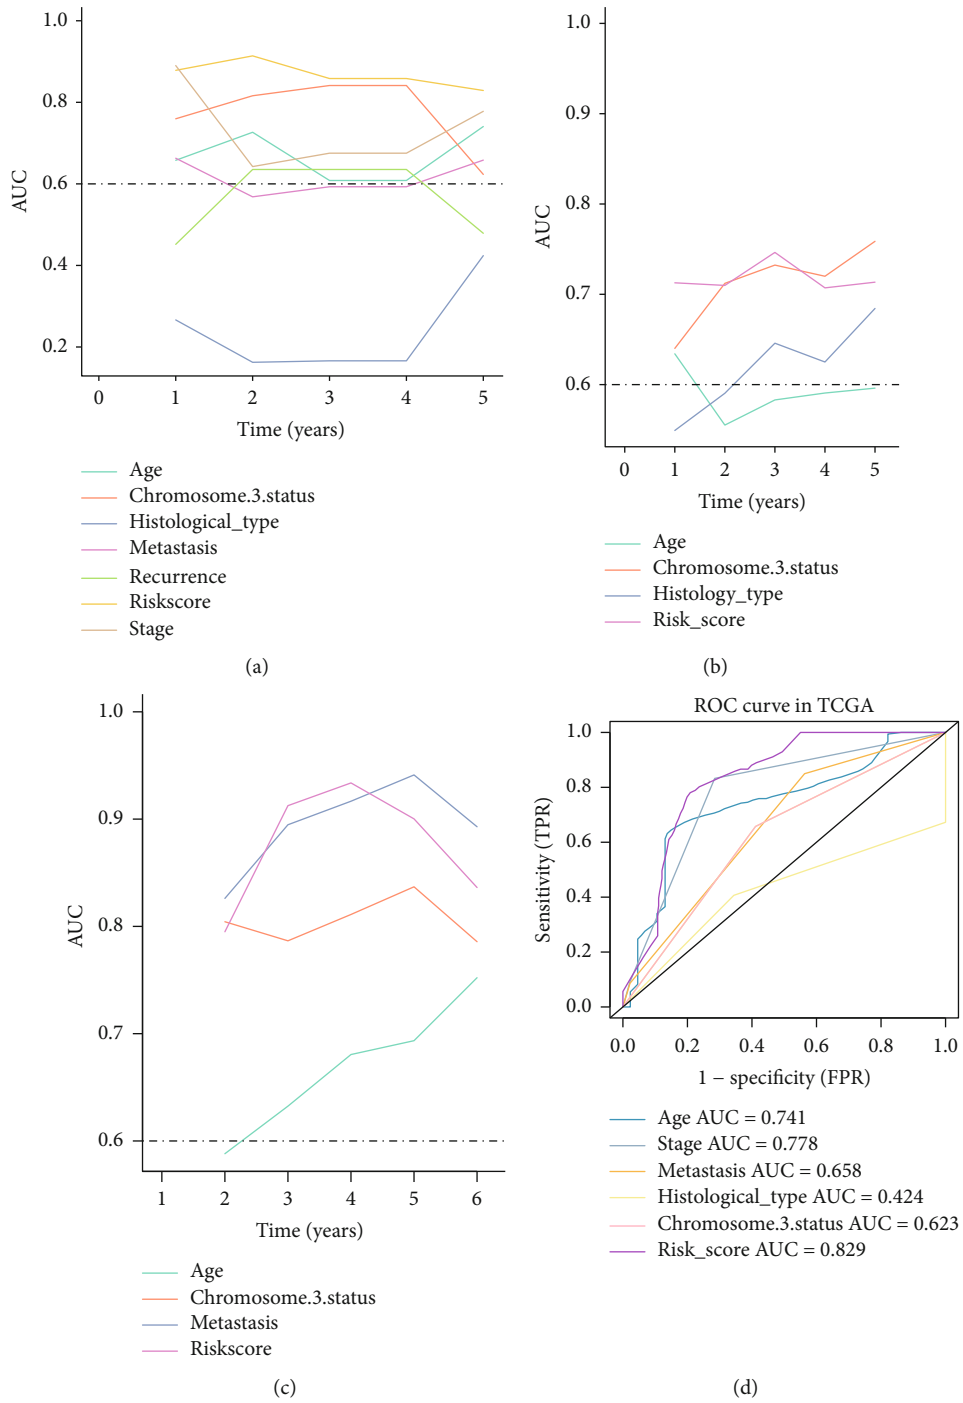 1.0
0.8
0.6
0.4
0.2
AUC
0 1 2 3 4 5
Time (years)
Age
Chromosome.3.status
Histological_type
Metastasis
Recurrence
Riskscore
Stage
(a)
1.0
0.9
0.8
0.7
0.6
AUC
0 1 2 3 4 5
Time (years)
Age
Chromosome.3.status
Histology_type
Risk_score
(b)
1.0
0.9
0.8
0.7
0.6
AUC
1 2 3 4 5 6
Time (years)
Age
Chromosome.3.status
Metastasis
Riskscore
(c)
ROC curve in TCGA
1.0
0.8
0.6
0.4
0.2
0.0
Sensitivity (TPR)
0.0 0.2 0.4 0.6 0.8 1.0
1 − specificity (FPR)
Age AUC = 0.741
Stage AUC = 0.778
Metastasis AUC = 0.658
Histological_type AUC = 0.424
Chromosome.3.status AUC = 0.623
Risk_score AUC = 0.829
(d)